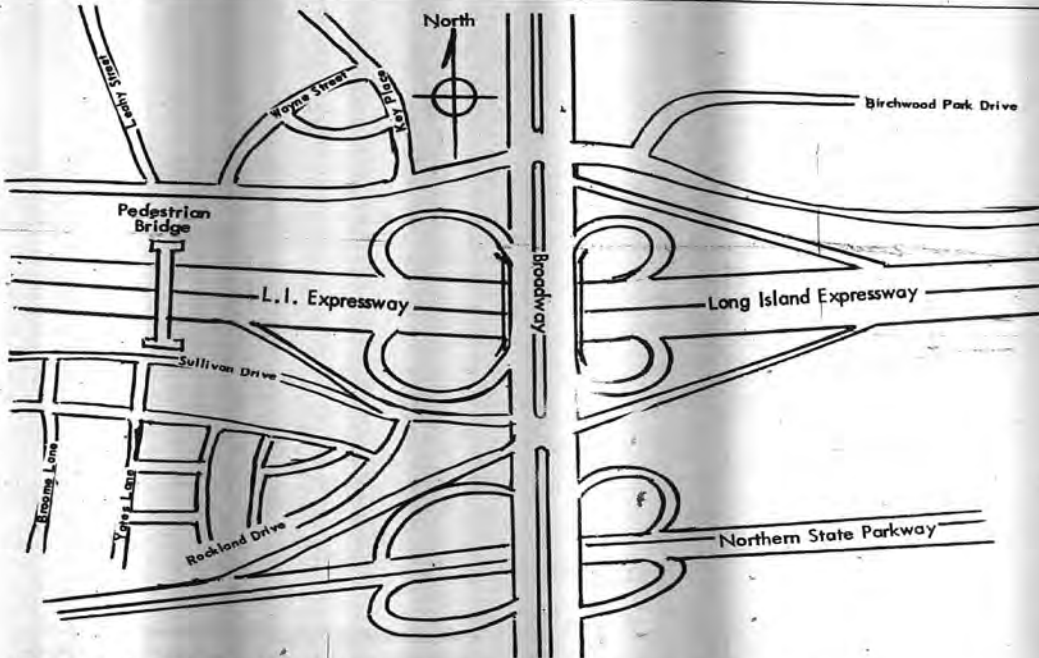 North
Leahy Street
Wayne Street
Key Place
Birchwood Park Drive
Pedestrian
Bridge
Broadway
L.I. Expressway
Long Island Expressway
Sullivan Drive
Broome Lane
Yates Lane
Rockland Drive
Northern State Parkway